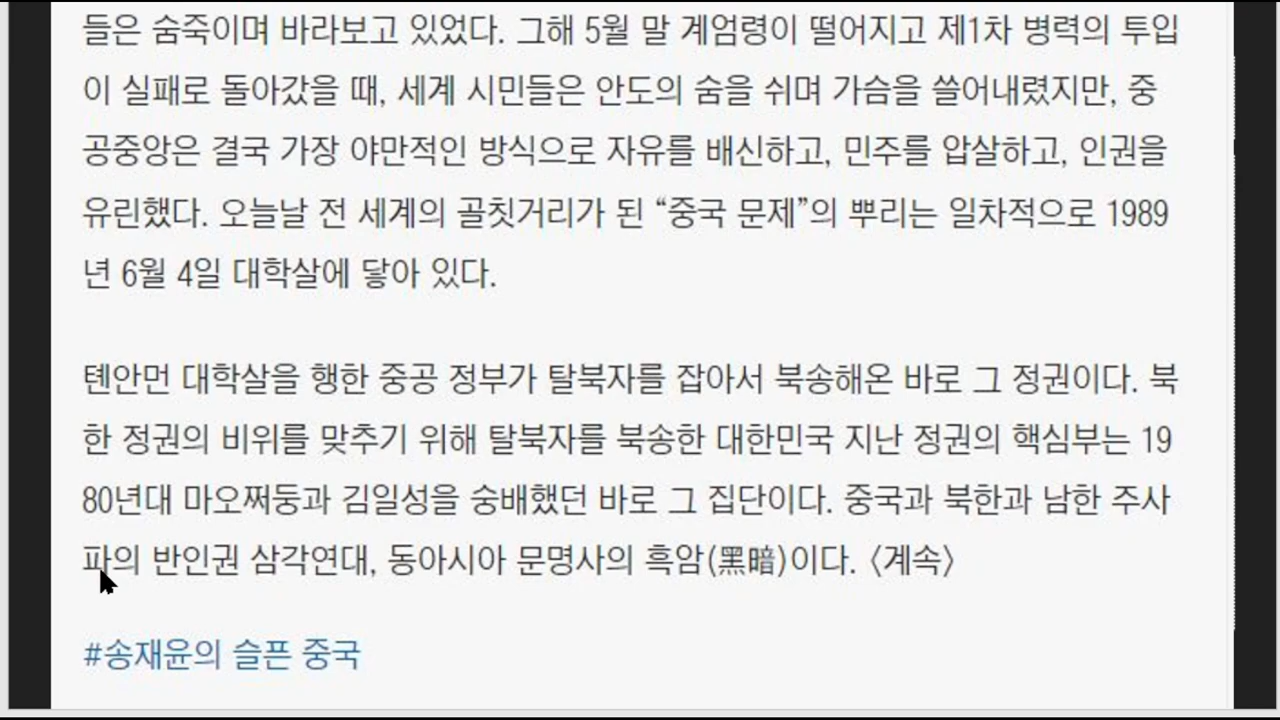 들은 숨죽이며 바라보고 있었다. 그해 5월 말 계엄령이 떨어지고 제1차 병력의 투입
이 실패로 돌아갔을 때, 세계 시민들은 안도의 숨을 쉬며 가슴을 쓸어내렸지만, 중
공중앙은 결국 가장 야만적인 방식으로 자유를 배신하고, 민주를 압살하고, 인권을
유린했다. 오늘날 전 세계의 골칫거리가 된 “중국 문제”의 뿌리는 일차적으로 1989
년 6월 4일 대학살에 닿아 있다.
톈안먼 대학살을 행한 중공 정부가 탈북자를 잡아서 북송해온 바로 그 정권이다. 북
한 정권의 비위를 맞추기 위해 탈북자를 북송한 대한민국 지난 정권의 핵심부는 19
80년대 마오쩌둥과 김일성을 숭배했던 바로 그 집단이다. 중국과 북한과 남한 주사
파의 반인권 삼각연대, 동아시아 문명사의 흑암(黑暗)이다. 〈계속〉
#송재윤의 슬픈 중국